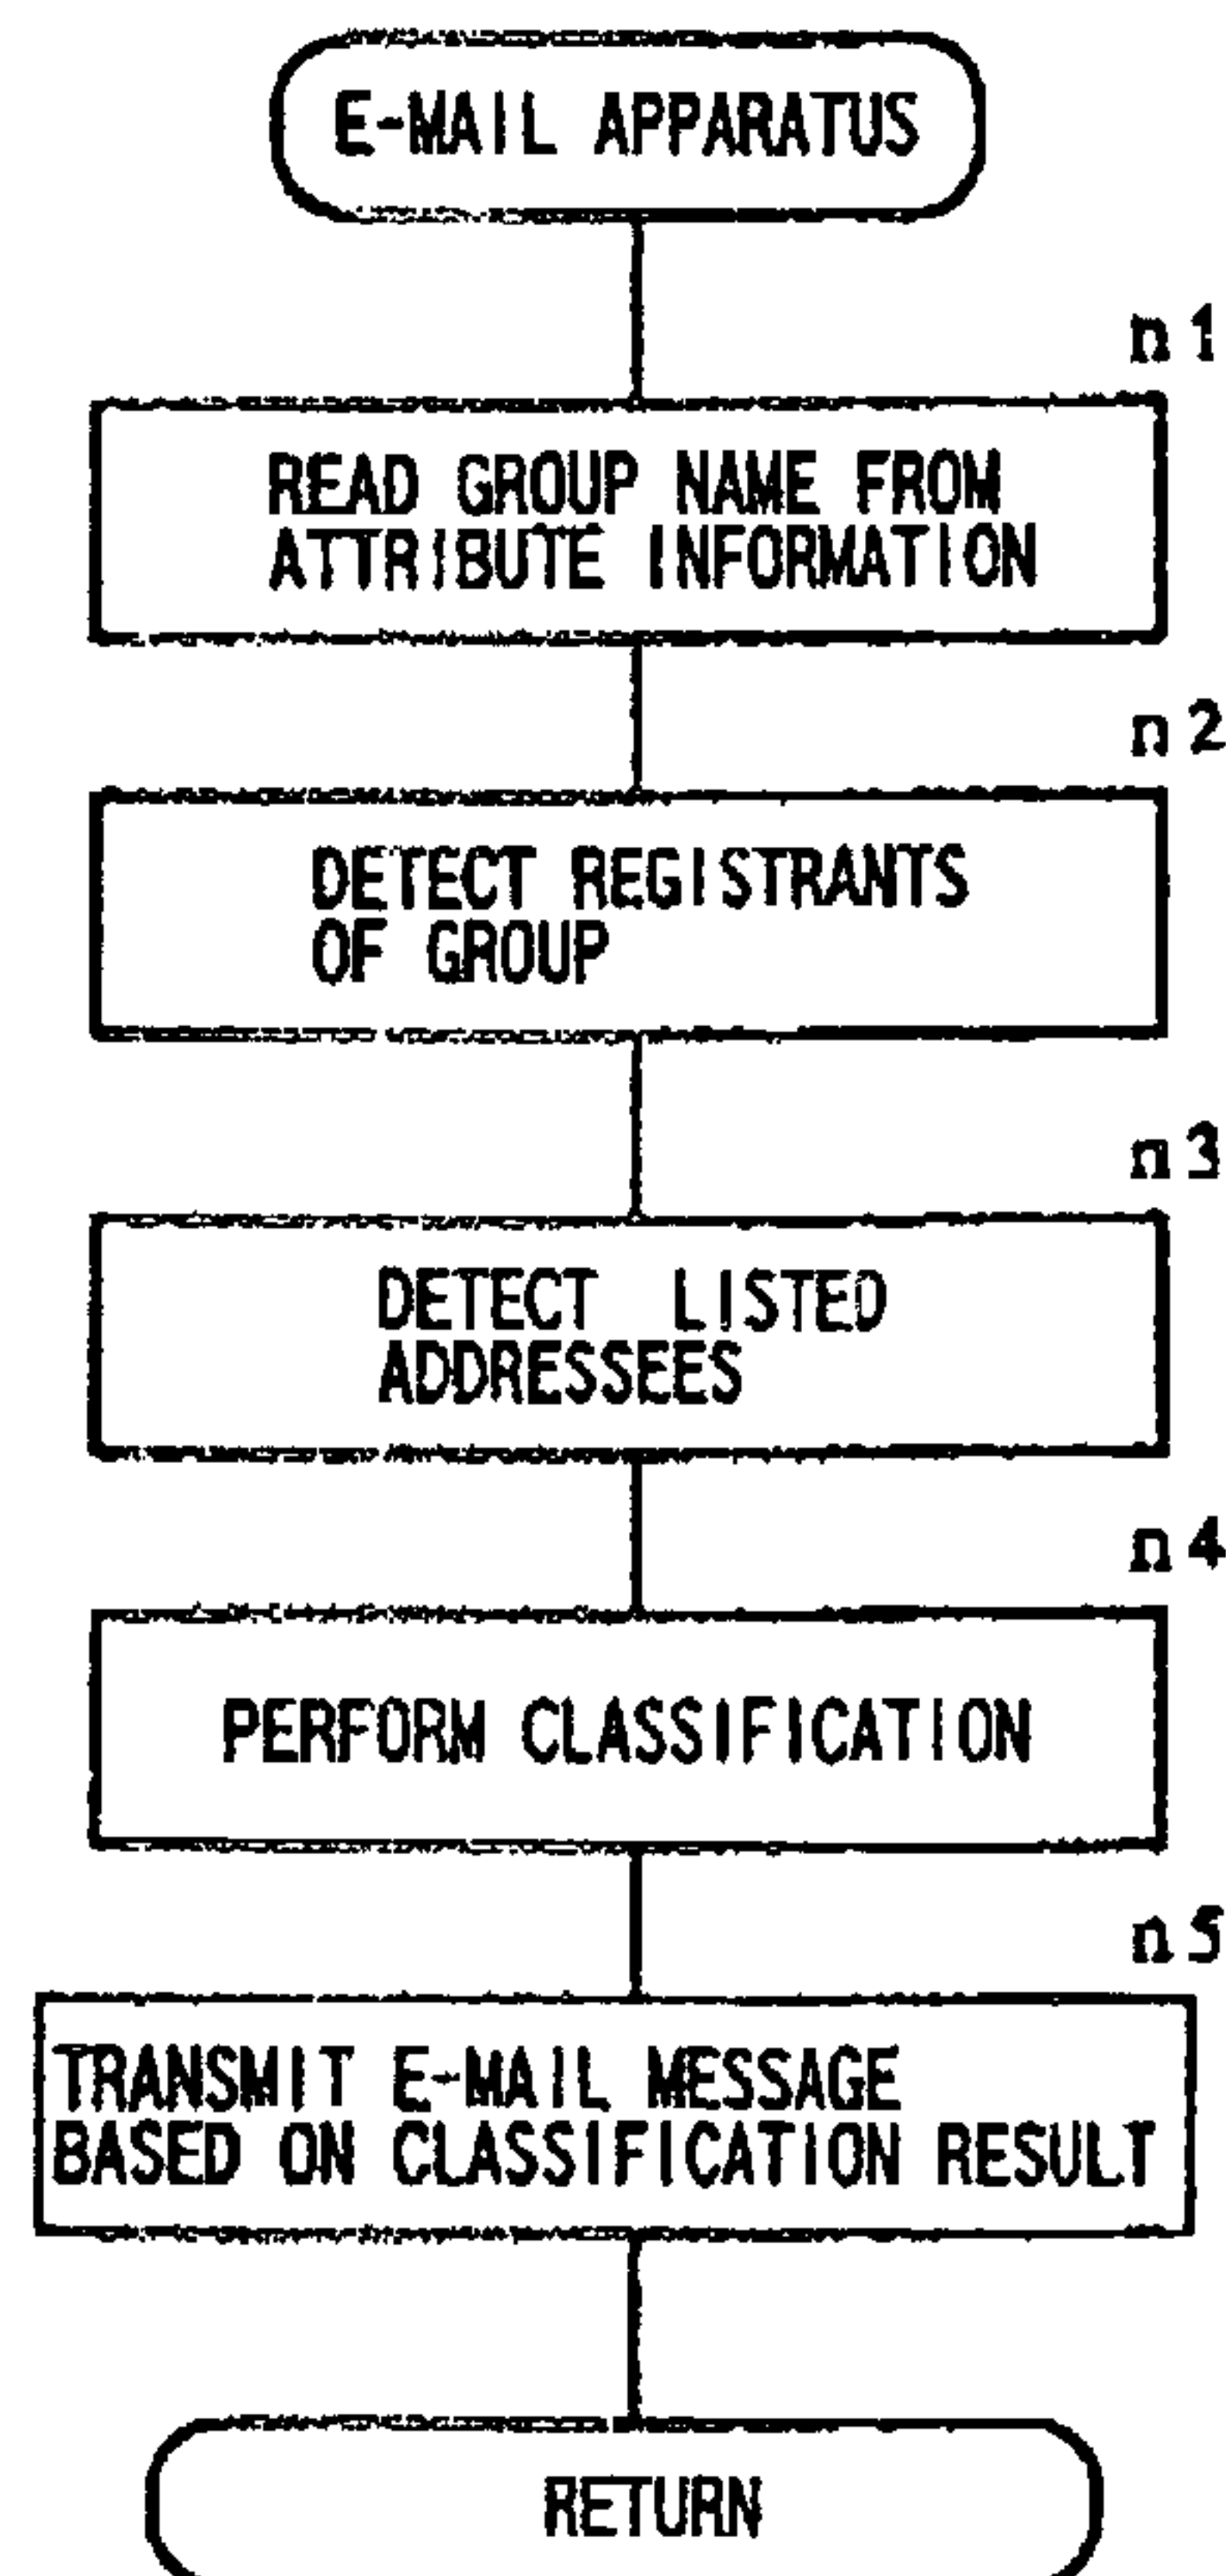 E-MAIL APPARATUS
n1
READ GROUP NAME FROM
ATTRIBUTE INFORMATION
n2
DETECT REGISTRANTS
OF GROUP
n3
DETECT LISTED
ADDRESSEES
n4
PERFORM CLASSIFICATION
n5
TRANSMIT E-MAIL MESSAGE
BASED ON CLASSIFICATION RESULT
RETURN